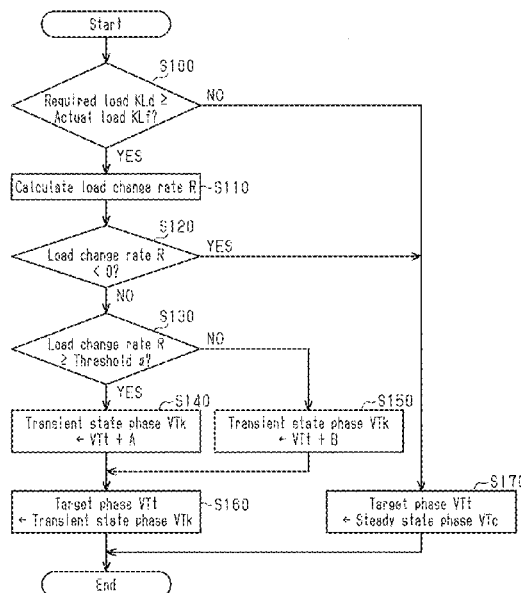 Start
S100
Required load KLd ≥
Actual load KLf?
NO
YES
Calculate load change rate R
S110
S120
Load change rate R
< 0?
YES
NO
S130
Load change rate R
≥ Threshold a?
NO
YES
S140
Transient state phase VTk
← VTt + A
S150
Transient state phase VTk
← VTt + B
Target phase VTt
← Transient state phase VTk
S160
S170
Target phase VTt
← Steady state phase VTc
End